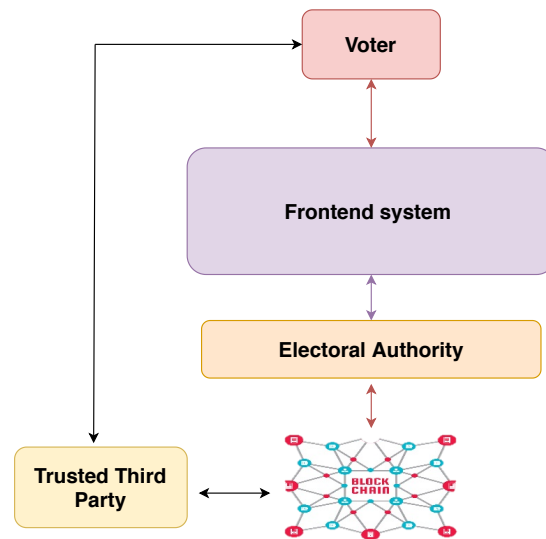 Voter
Frontend system
Electoral Authority
BLOCK
CHAIN
Trusted Third
Party